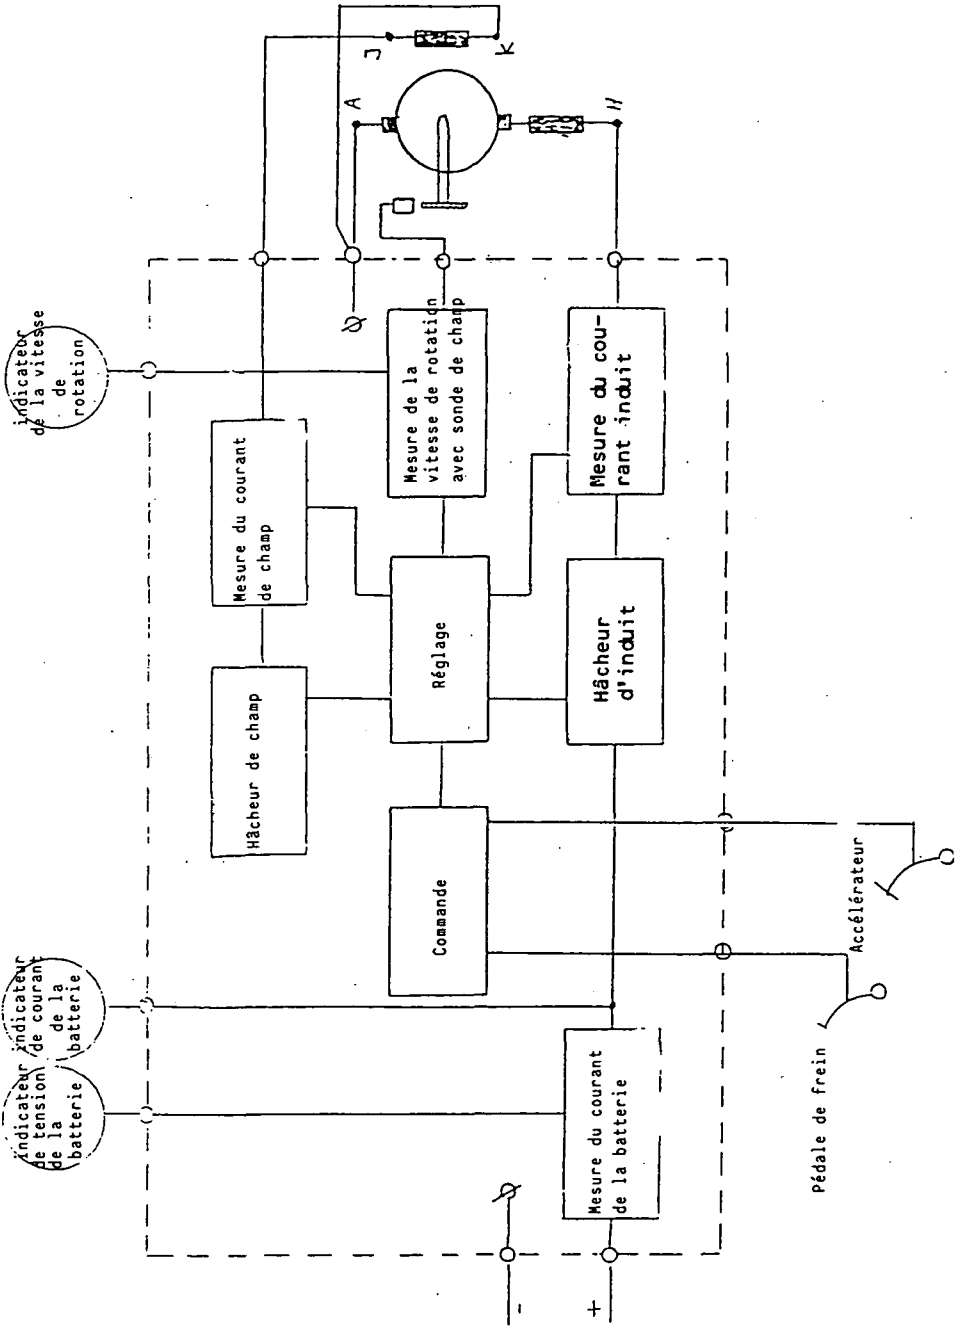 indicateur
de tension
de la
batterie
indicateur
de courant
de la
batterie
indicateur
de la vitesse
de
rotation
Hâcheur de champ
Mesure du courant
de champ
J
K
A
H
Commande
Réglage
Mesure de la
vitesse de rotation
avec sonde de champ
-
+
Mesure du courant
de la batterie
Hâcheur
d'induit
Mesure du cou-
rant induit
Pédale de frein
Accélérateur